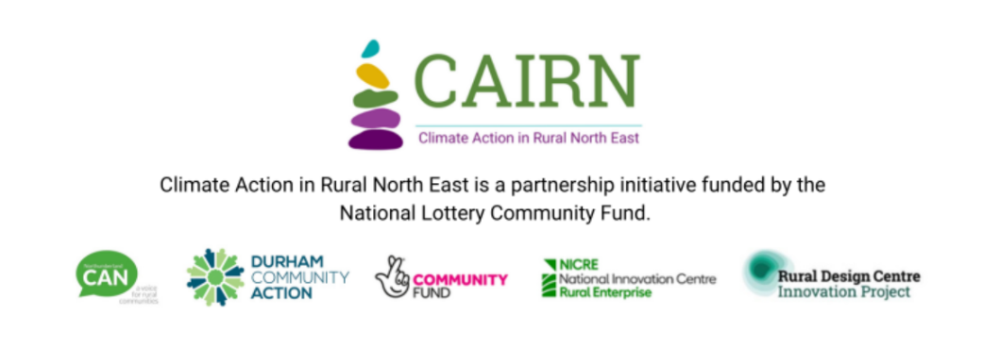 CAIRN
Climate Action in Rural North East
Climate Action in Rural North East is a partnership initiative funded by the
National Lottery Community Fund.
CAN
a voice
for rural
communities
DURHAM
COMMUNITY
ACTION
COMMUNITY
FUND
NICRE
National Innovation Centre
Rural Enterprise
Rural Design Centre
Innovation Project